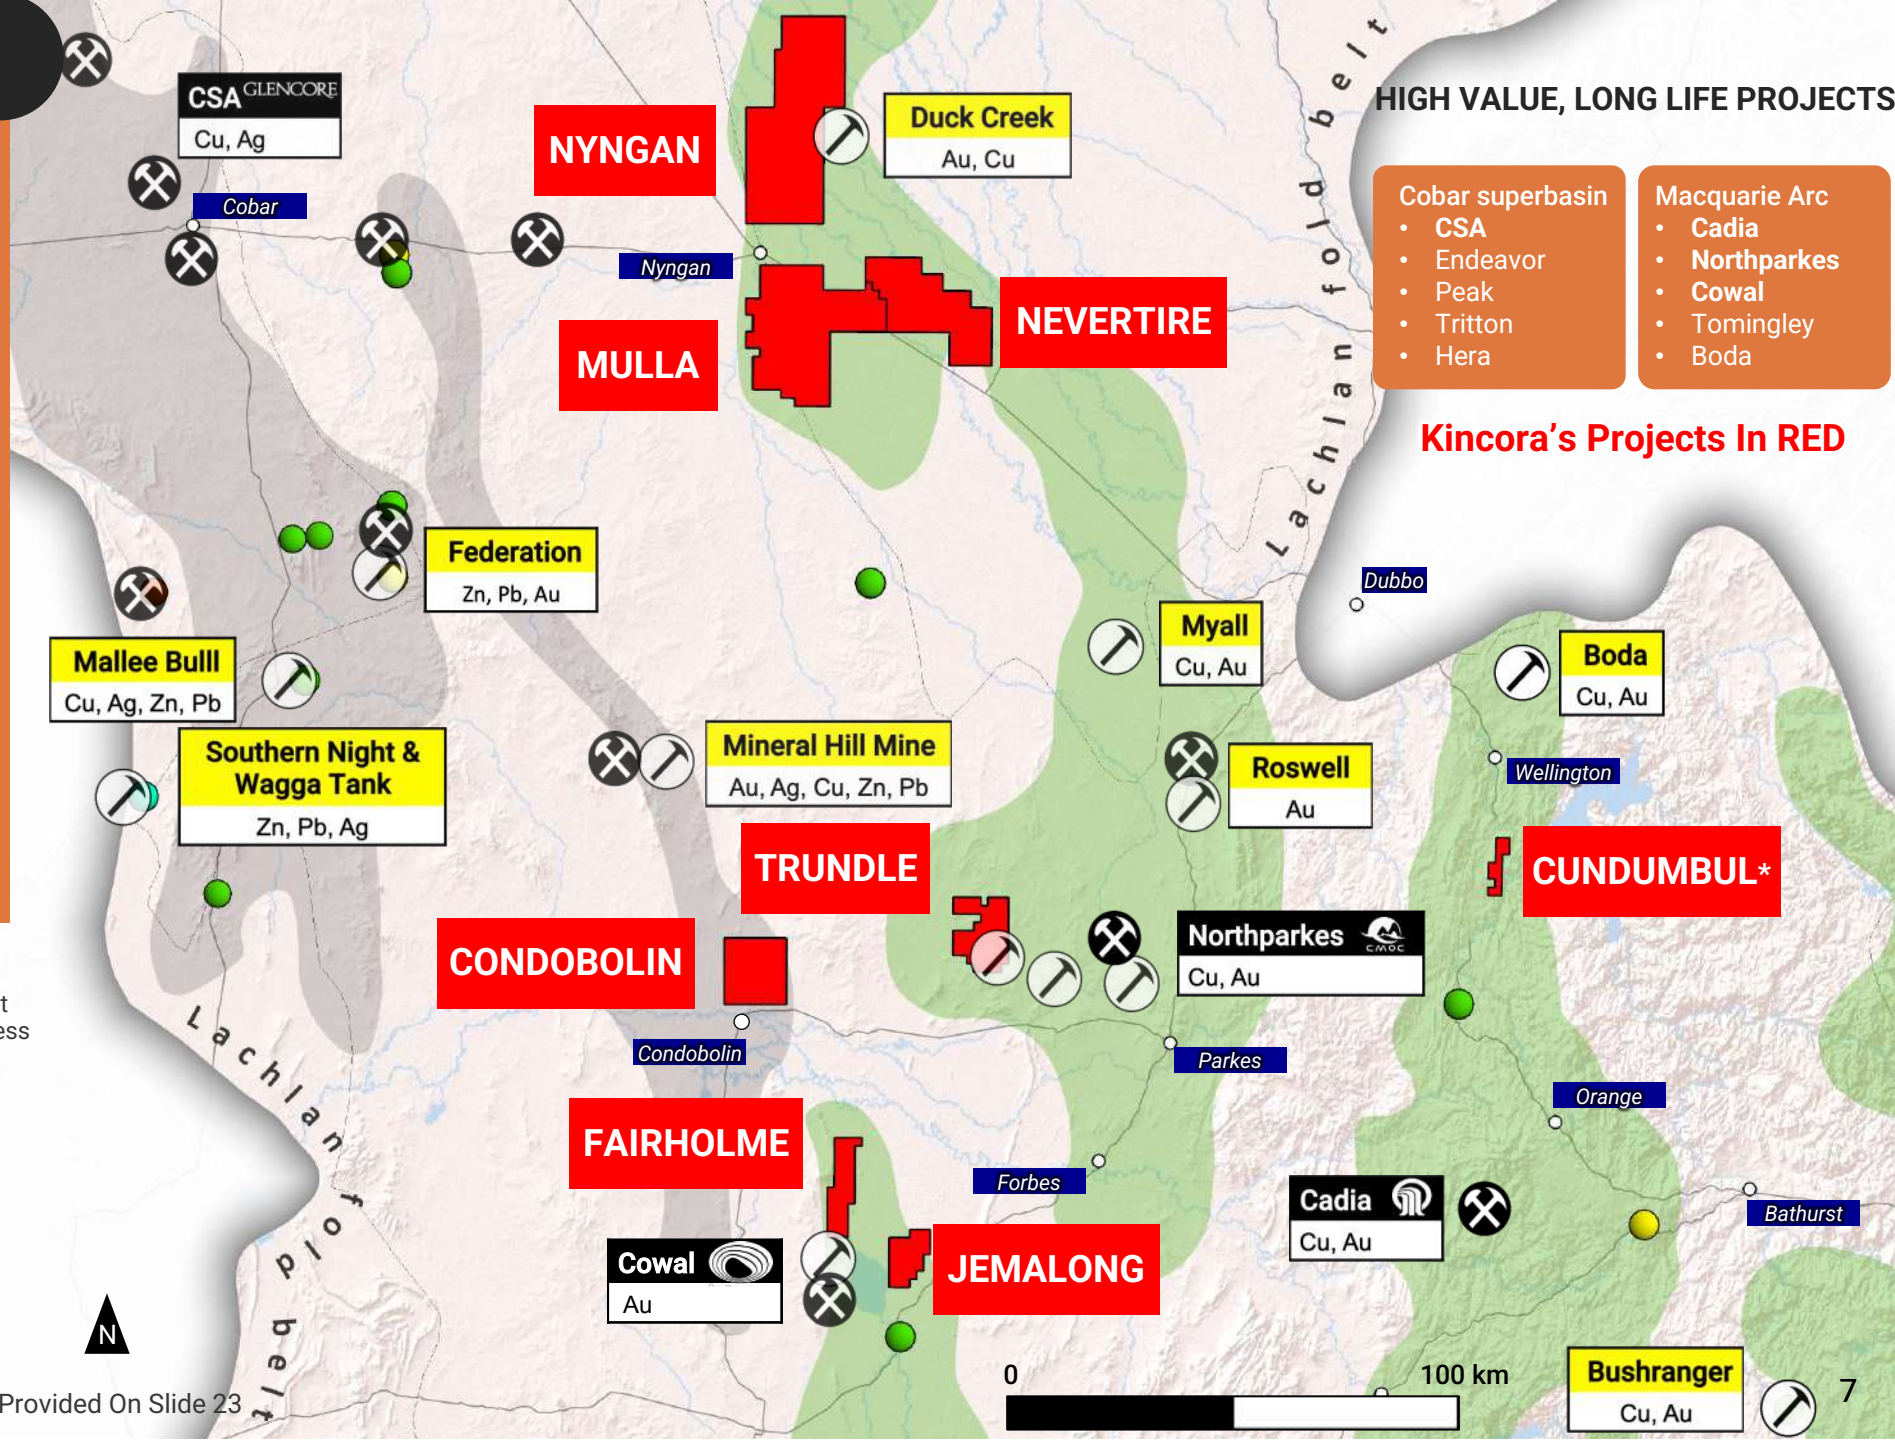 HIGH VALUE, LONG LIFE PROJECTS
Cobar superbasin
• CSA
• Endeavor
• Peak
• Tritton
• Hera
Macquarie Arc
• Cadia
• Northparkes
• Cowal
• Tomingley
• Boda
Kincora's Projects In RED
CSA GLENCORE
Cu, Ag
Cobar
NYNGAN
Duck Creek
Au, Cu
Nyngan
MULLA
NEVERTIRE
Lachlan fold belt
Federation
Zn, Pb, Au
Dubbo
Mallee Bulll
Cu, Ag, Zn, Pb
Myall
Cu, Au
Boda
Cu, Au
Southern Night &
Wagga Tank
Zn, Pb, Ag
Mineral Hill Mine
Au, Ag, Cu, Zn, Pb
Roswell
Au
Wellington
TRUNDLE
CUNDUMBUL*
CONDOBOLIN
Northparkes CMOC
Cu, Au
t
ess
Condobolin
Parkes
Lachlan fold belt
Orange
FAIRHOLME
Forbes
Cadia
Cu, Au
Bathurst
Cowal
Au
JEMALONG
N
0 100 km
Bushranger
Cu, Au
Provided On Slide 23
7